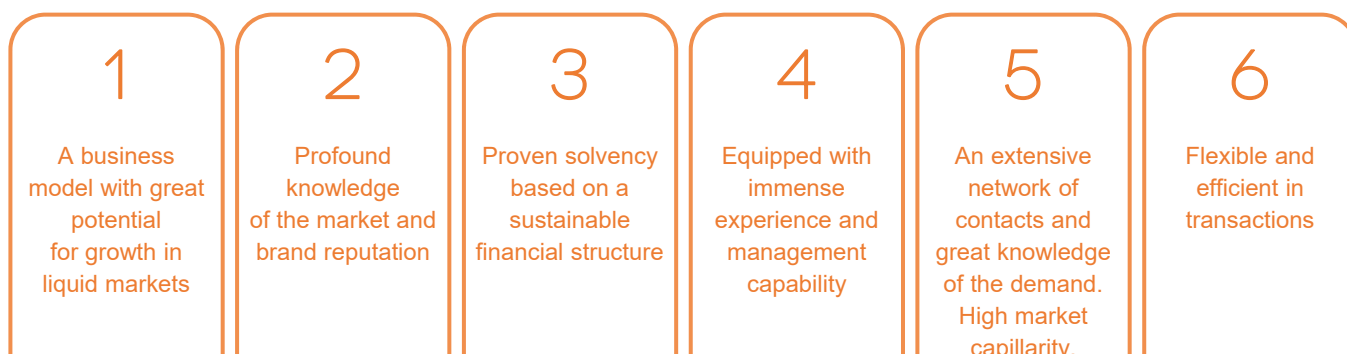 1
A business
model with great
potential
for growth in
liquid markets
2
Profound
knowledge
of the market and
brand reputation
3
Proven solvency
based on a
sustainable
financial structure
4
Equipped with
immense
experience and
management
capability
5
An extensive
network of
contacts and
great knowledge
of the demand.
High market
capillarity.
6
Flexible and
efficient in
transactions